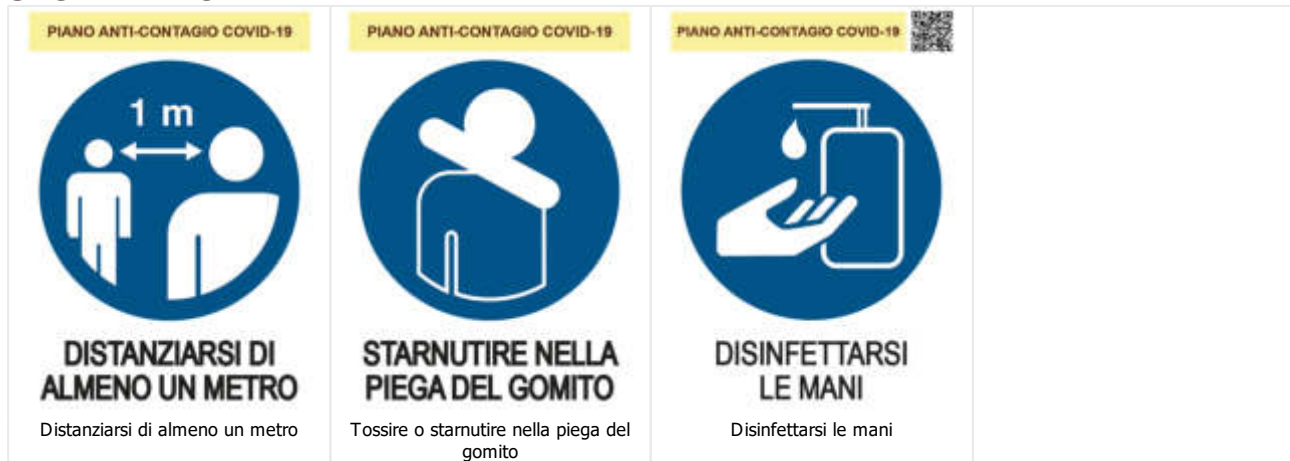 PIANO ANTI-CONTAGIO COVID-19
1 m
DISTANZIARSI DI
ALMENO UN METRO
Distanziarsi di almeno un metro
PIANO ANTI-CONTAGIO COVID-19
STARNUTIRE NELLA
PIEGA DEL GOMITO
Tossire o starnutire nella piega del
gomito
PIANO ANTI-CONTAGIO COVID-19
DISINFETTARSI
LE MANI
Disinfettarsi le mani